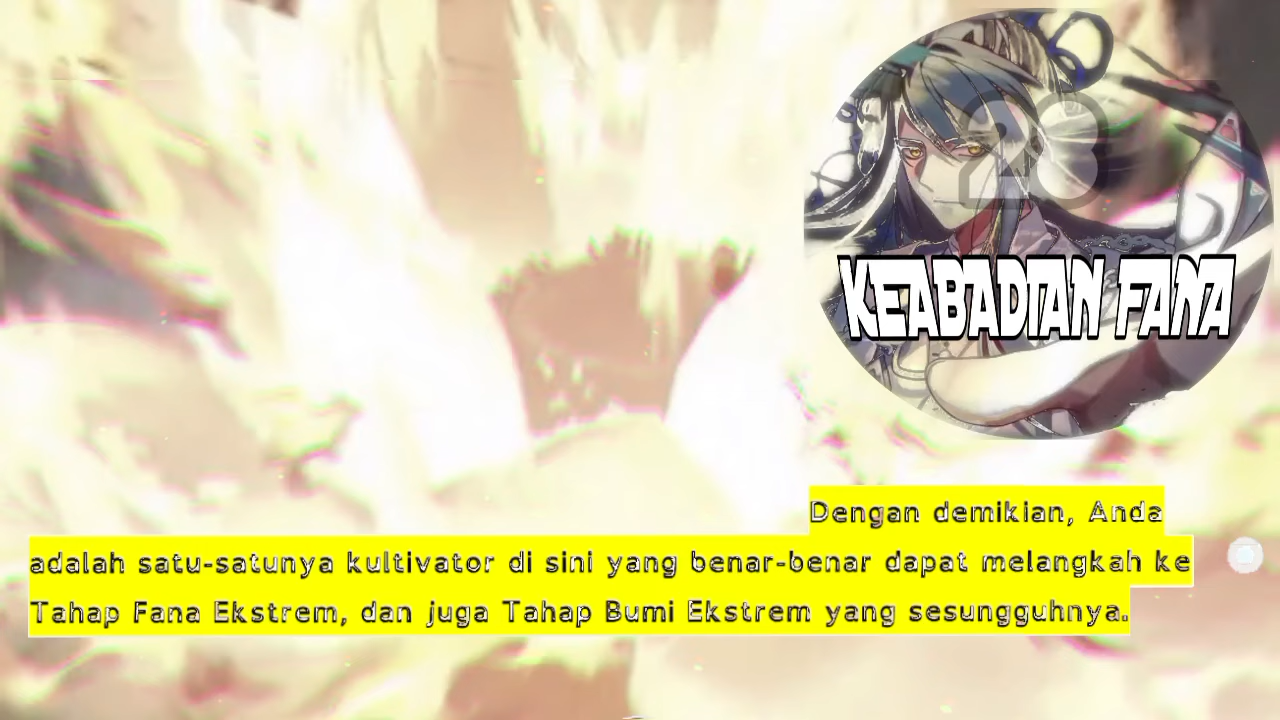 28
KEABADIAN FANA
Dengan demikian, Anda
adalah satu-satunya kultivator di sini yang benar-benar dapat melangkah ke
Tahap Fana Ekstrem, dan juga Tahap Bumi Ekstrem yang sesungguhnya.